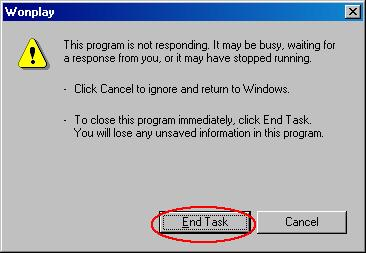 Wonplay
This program is not responding. It may be busy, waiting for
a response from you, or it may have stopped running.
- Click Cancel to ignore and return to Windows.
- To close this program immediately, click End Task.
You will lose any unsaved information in this program.
End Task Cancel